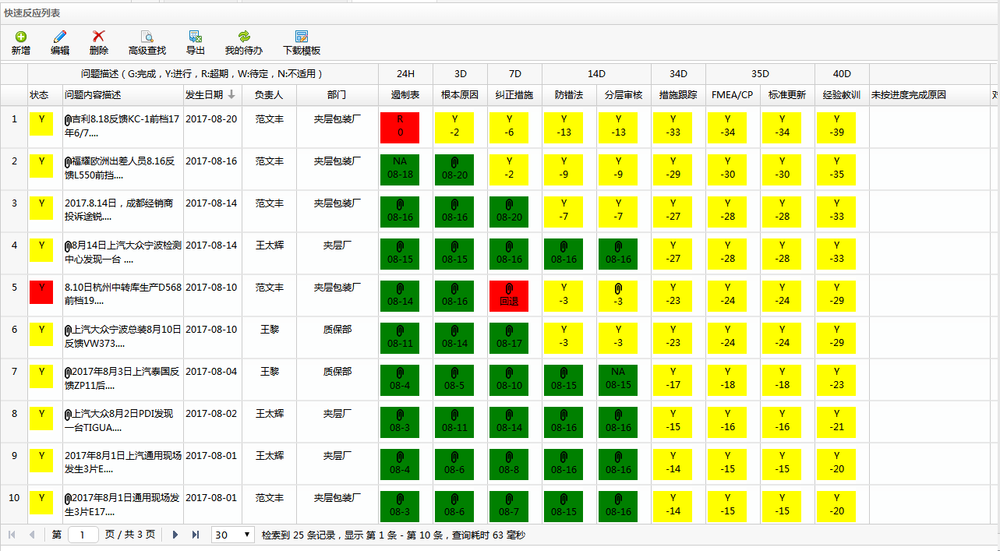 快速反应列表
新增 编辑 删除 高级查找 导出 我的待办 下载模板
问题描述（G:完成，Y:进行，R:超期，W:待定，N:不适用） 24H 3D 7D 14D 34D 35D 40D
状态 问题内容描述 发生日期 负责人 部门 遏制表 根本原因 纠正措施 防错法 分层审核 措施跟踪 FMEA/CP 标准更新 经验教训 未按进度完成原因
1 Y 吉利8.18反馈KC-1前档17 2017-08-20 范文丰 夹层包装厂 R Y Y Y Y Y Y Y Y
年6/7.... 0 -2 -6 -13 -13 -33 -34 -34 -39
2 Y 福耀欧洲出差人员8.16反 2017-08-16 范文丰 夹层包装厂 NA Y Y Y Y Y Y Y
馈L550前挡.... 08-18 08-20 -2 -9 -9 -29 -30 -30 -35
3 Y 2017.8.14日，成都经销商 2017-08-14 范文丰 夹层包装厂 Y Y Y Y Y Y
投诉途锐.... 08-16 08-16 08-20 -7 -7 -27 -28 -28 -33
4 Y 8月14日上汽大众宁波检测 2017-08-14 王太辉 夹层厂 Y Y Y Y
中心发现一台 .... 08-15 08-15 08-16 08-16 08-16 -27 -28 -28 -33
5 Y 8.10日杭州中转库生产D568 2017-08-10 范文丰 夹层包装厂 Y Y Y Y Y
前档19.... 08-14 08-16 回退 -3 -3 -23 -24 -24 -29
6 Y 上汽大众宁波总装8月10日 2017-08-10 王黎 质保部 Y Y Y Y Y Y
反馈VW373.... 08-11 08-14 08-17 -3 -3 -23 -24 -24 -29
7 Y 2017年8月3日上汽泰国反 2017-08-04 王黎 质保部 NA Y Y Y Y
馈ZP11后.... 08-4 08-5 08-10 08-15 08-15 -17 -18 -18 -23
8 Y 上汽大众8月2日PDI发现 2017-08-02 王太辉 夹层厂 Y Y Y Y
一台TIGUA.... 08-3 08-11 08-14 08-16 08-16 -15 -16 -16 -21
9 Y 2017年8月1日上汽通用现场 2017-08-01 王太辉 夹层厂 Y Y Y Y
发生3片E.... 08-4 08-6 08-8 08-16 08-16 -14 -15 -15 -20
10 Y 2017年8月1日通用现场发 2017-08-01 范文丰 夹层包装厂 Y Y Y Y
生3片E17.... 08-3 08-6 08-7 08-15 08-16 -14 -15 -15 -20
第 1 页 / 共 3 页 30 检索到 25 条记录，显示 第 1 条 - 第 10 条，查询耗时 63 毫秒